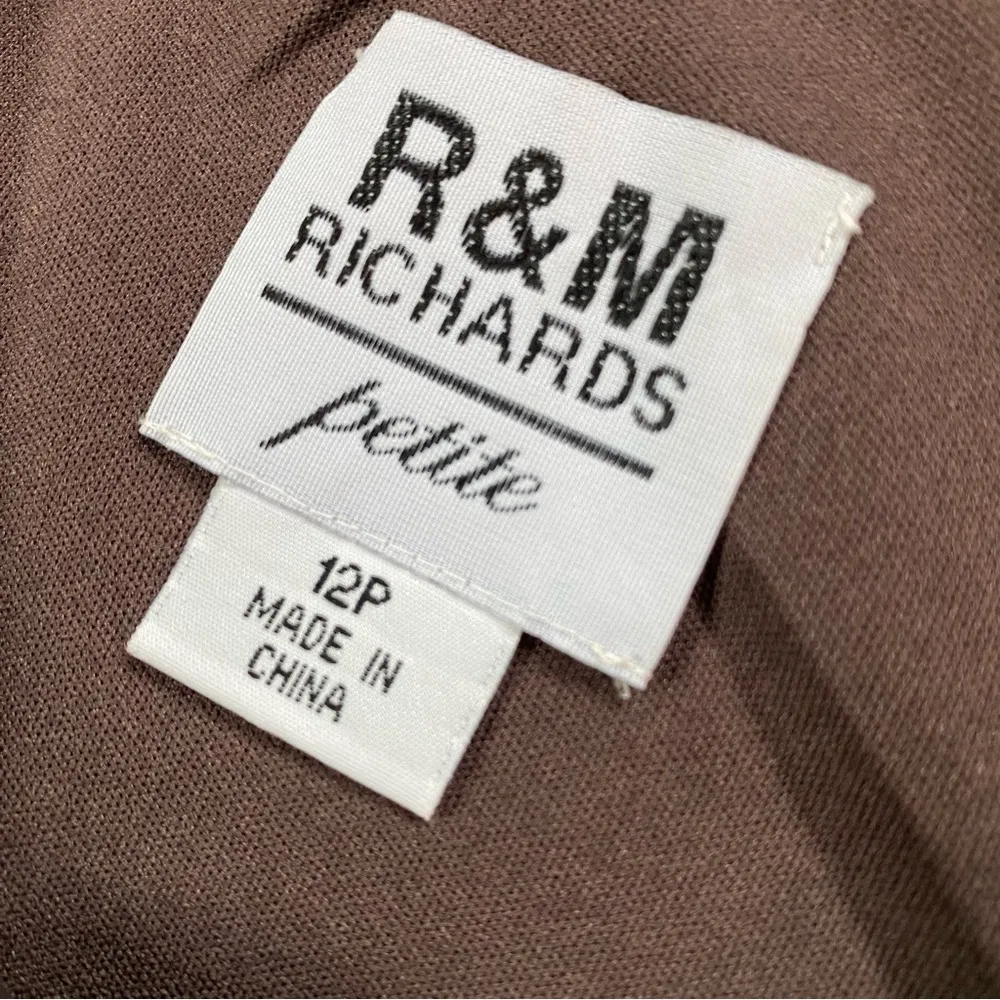 R&M
RICHARDS
petite
12P
MADE IN
CHINA